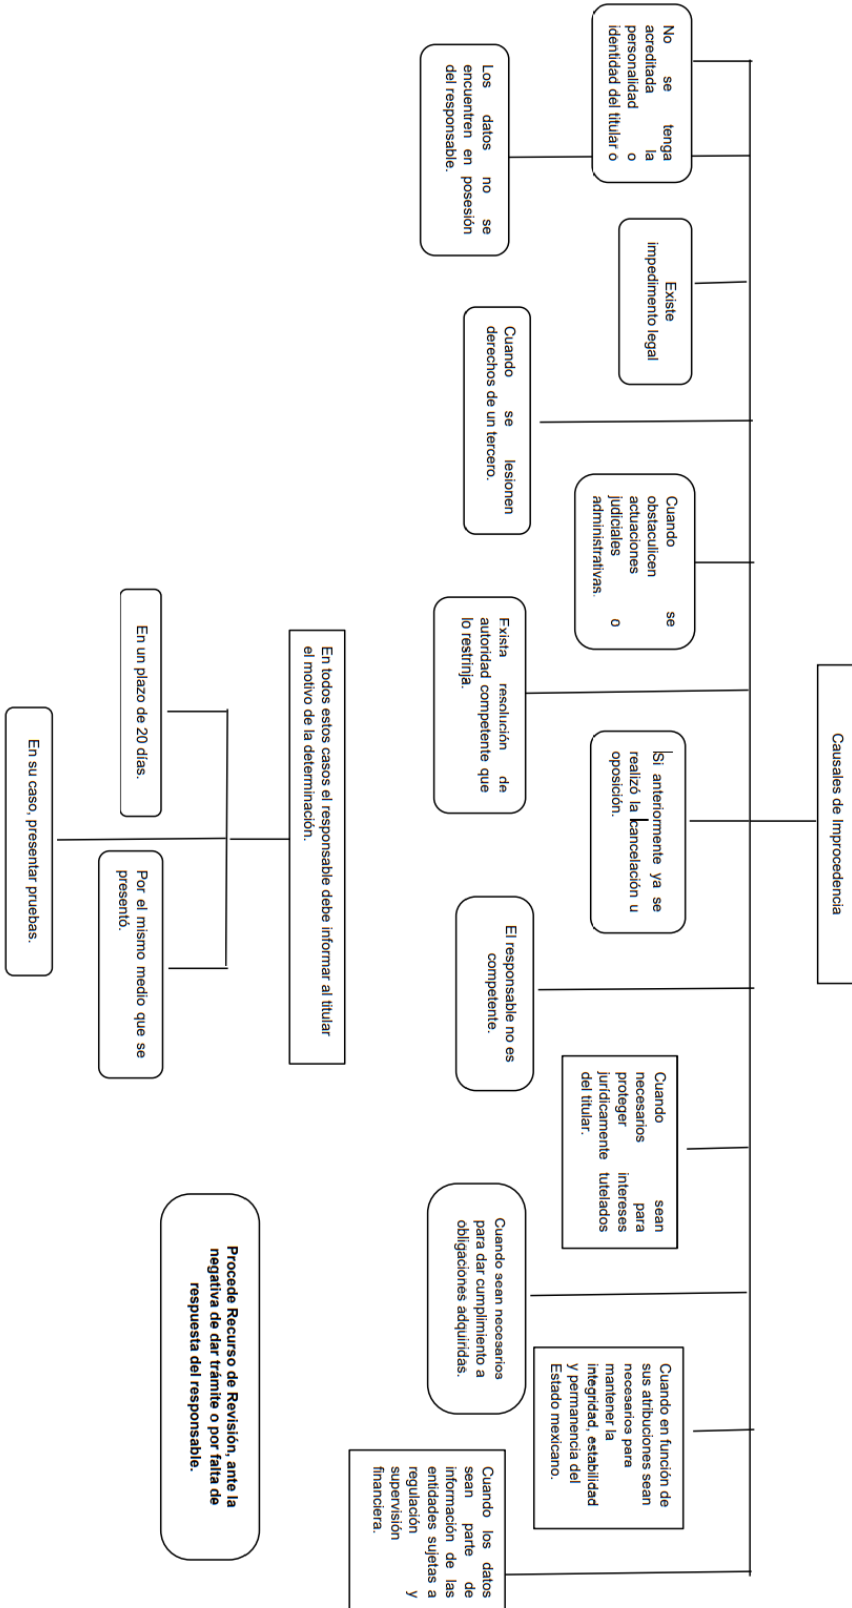 Causales de Improcedencia
No se tenga
acreditada la
personalidad o
identidad del titular ó
Existe
impedimento legal
Cuando se
obstaculicen
actuaciones
judiciales o
administrativas.
Si anteriormente ya se
realizó la cancelación u
oposición.
Cuando sean
necesarios para
proteger intereses
jurídicamente tutelados
del titular.
Cuando en función de
sus atribuciones sean
necesarios para
mantener la
integridad, estabilidad
y permanencia del
Estado mexicano.
Los datos no se
encuentren en posesión
del responsable.
Cuando se lesionen
derechos de un tercero.
Exista resolución de
autoridad competente que
lo restrinja.
El responsable no es
competente.
Cuando sean necesarios
para dar cumplimiento a
obligaciones adquiridas.
Cuando los datos
sean parte de
información de las
entidades sujetas a
regulación y
supervisión
financiera.
En todos estos casos el responsable debe informar al titular
el motivo de la determinación.
En un plazo de 20 días.
Por el mismo medio que se
presentó.
En su caso, presentar pruebas.
Procede Recurso de Revisión, ante la
negativa de dar trámite o por falta de
respuesta del responsable.